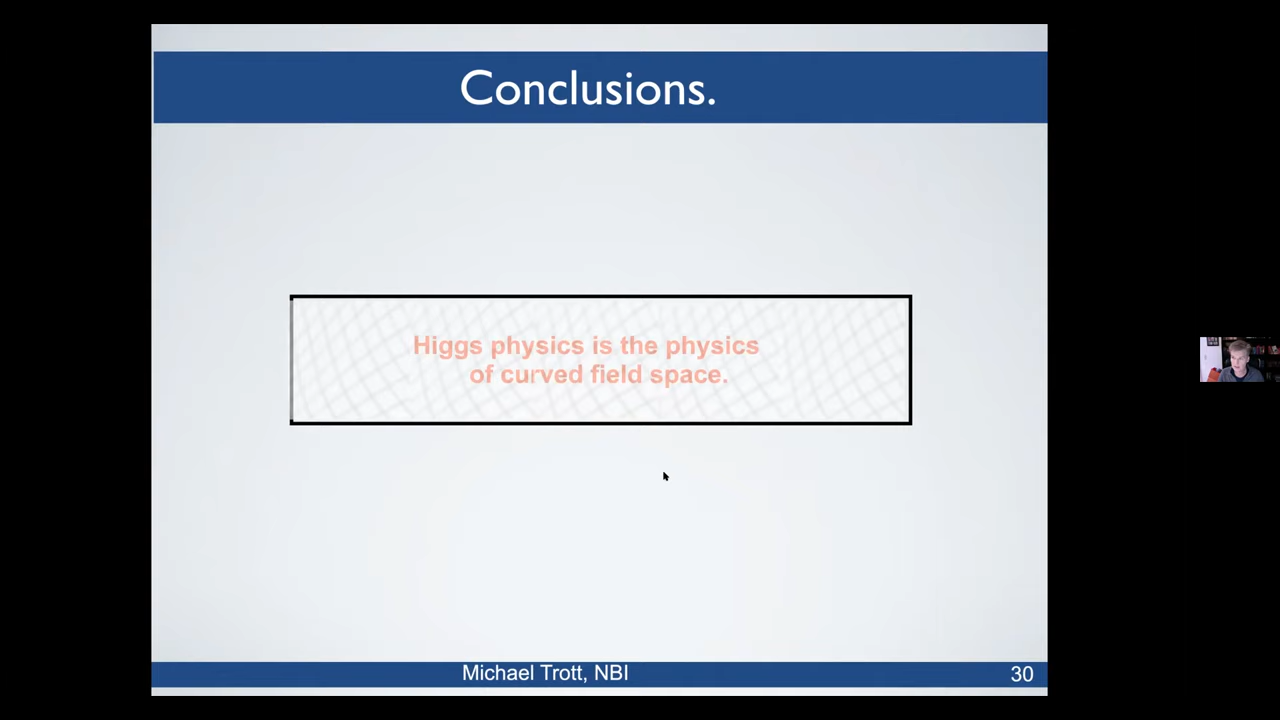 Conclusions.
Higgs physics is the physics
of curved field space.
Michael Trott, NBI
30